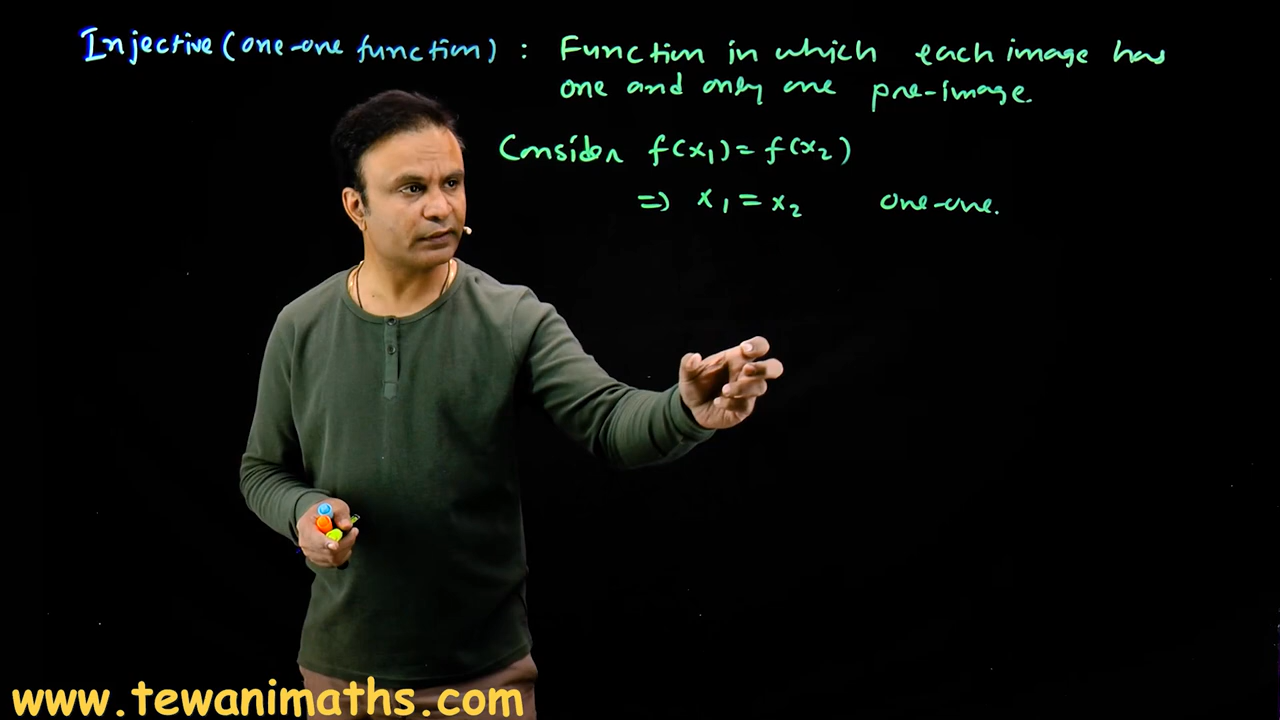 Injective (one-one function) : Function in which each image has
one and only one pre-image.
Consider f(x₁) = f(x₂)
=> x₁ = x₂ one-one.
www.tewanimaths.com